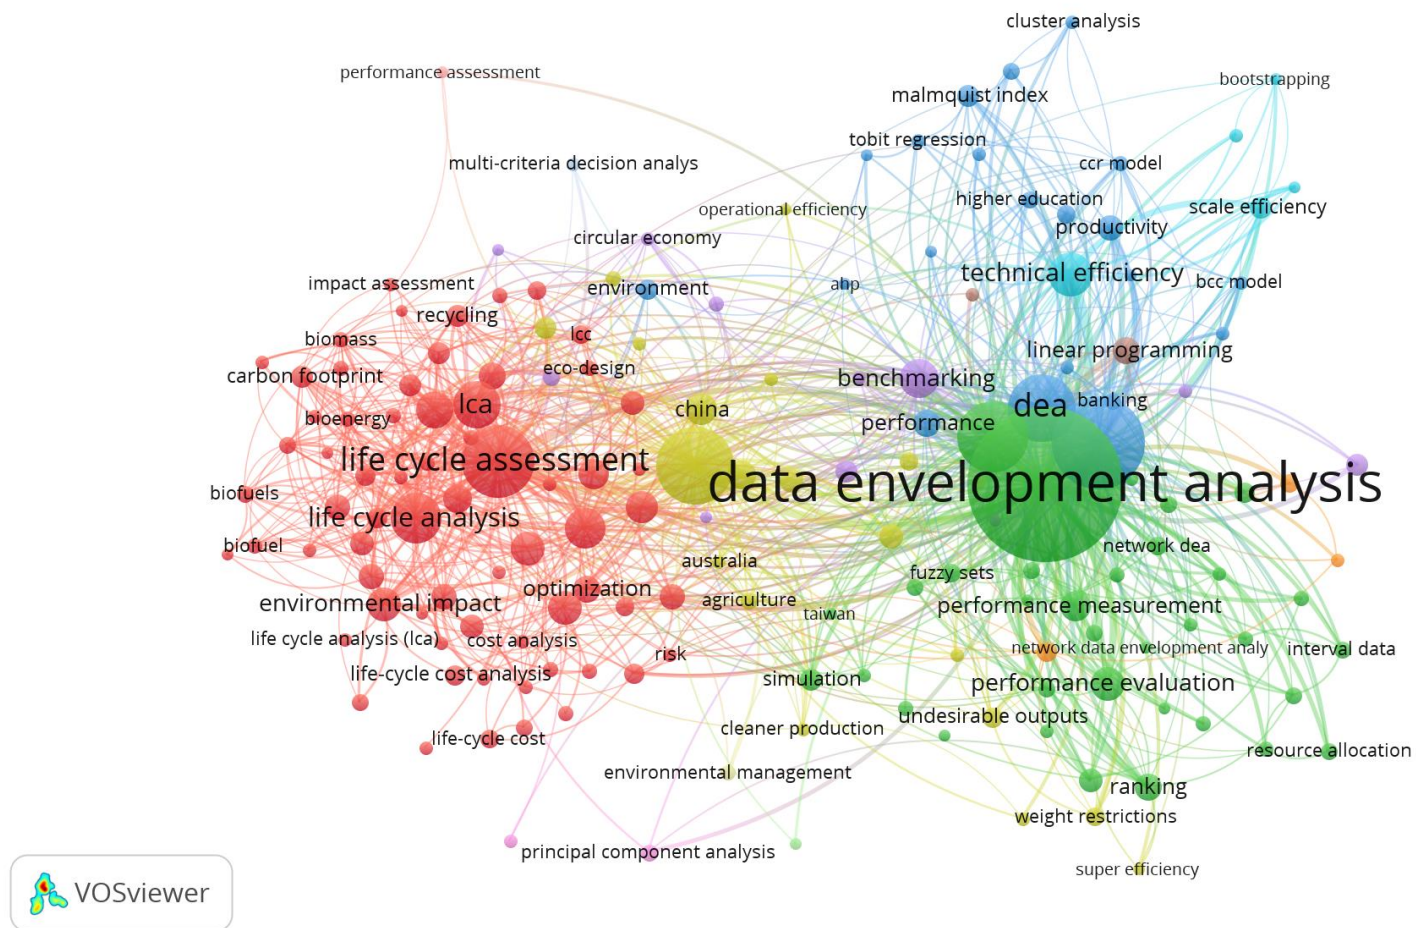 cluster analysis
performance assessment
bootstrapping
malmquist index
tobit regression
multi-criteria decision analys
ccr model
higher education
operational efficiency
scale efficiency
productivity
circular economy
technical efficiency
impact assessment
environment
ahp
bcc model
recycling
lcc
biomass
linear programming
eco-design
carbon footprint
benchmarking
lca
china
dea
banking
bioenergy
performance
life cycle assessment
data envelopment analysis
biofuels
life cycle analysis
biofuel
network dea
australia
fuzzy sets
optimization
agriculture
environmental impact
performance measurement
taiwan
life cycle analysis (lca)
cost analysis
network data envelopment analy
interval data
risk
life-cycle cost analysis
simulation
performance evaluation
undesirable outputs
cleaner production
life-cycle cost
resource allocation
environmental management
ranking
weight restrictions
principal component analysis
super efficiency
VOSviewer